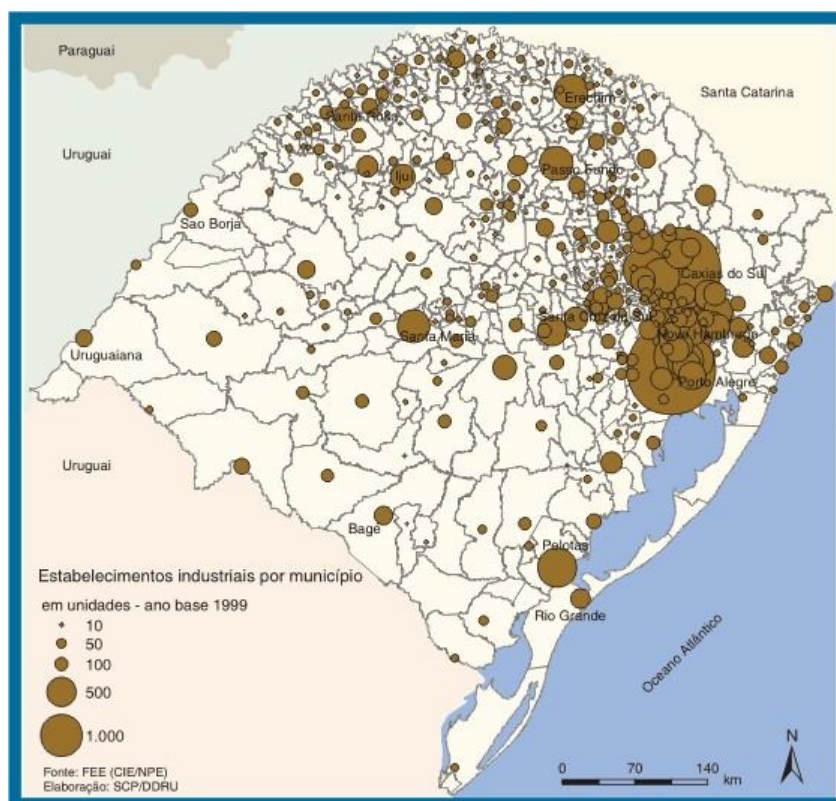 Paraguai
Santa Catarina
Erechim
Santa Rosa
Uruguai
Passo Fundo
Ijuí
Sao Borja
Caxias do Sul
Santa Cruz do Sul
Santa Maria
Novo Hamburgo
Uruguaiana
Porto Alegre
Uruguai
Bagé
Pelotas
Rio Grande
Oceano Atlântico
Estabelecimentos industriais por município
em unidades - ano base 1999
10
50
100
500
1.000
Fonte: FEE (CIE/NPE)
Elaboração: SCP/DDRU
N
0 70 140
km